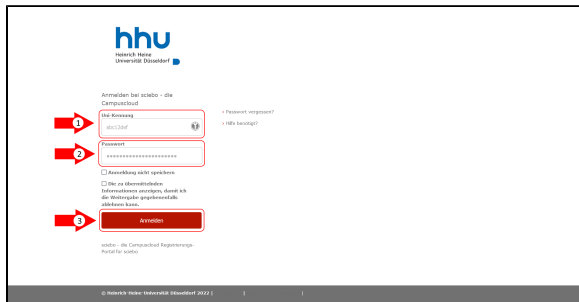 hhu
Heinrich Heine
Universität Düsseldorf
Anmelden bei sciebo - die
Campuscloud
Uni-Kennung
1
abc12daf
Passwort
2
Passwort vergessen?
Hilfe benötigt?
Anmeldung nicht speichern
Die zu übermittelnden
Informationen anzeigen, damit ich
die Weitergabe gegebenenfalls
ablehnen kann.
3
Anmelden
sciebo - die Campuscloud Registrierungs-
Portal für sciebo
© Heinrich-Heine-Universität Düsseldorf 2022 | | |